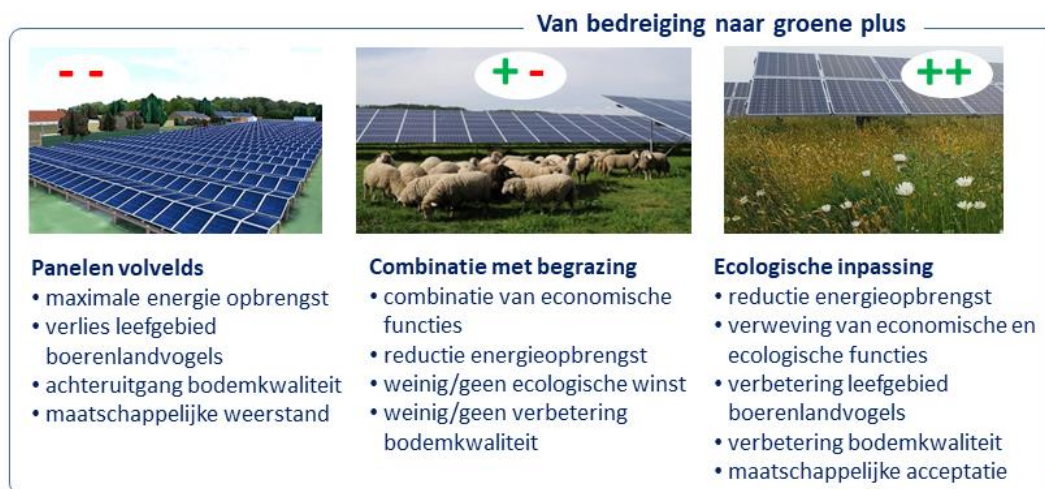 Van bedreiging naar groene plus
- -
+ -
++
Panelen volvelds
• maximale energie opbrengst
• verlies leefgebied
boerenlandvogels
• achteruitgang bodemkwaliteit
• maatschappelijke weerstand
Combinatie met begrazing
• combinatie van economische
functies
• reductie energieopbrengst
• weinig/geen ecologische winst
• weinig/geen verbetering
bodemkwaliteit
Ecologische inpassing
• reductie energieopbrengst
• verweving van economische en
ecologische functies
• verbetering leefgebied
boerenlandvogels
• verbetering bodemkwaliteit
• maatschappelijke acceptatie